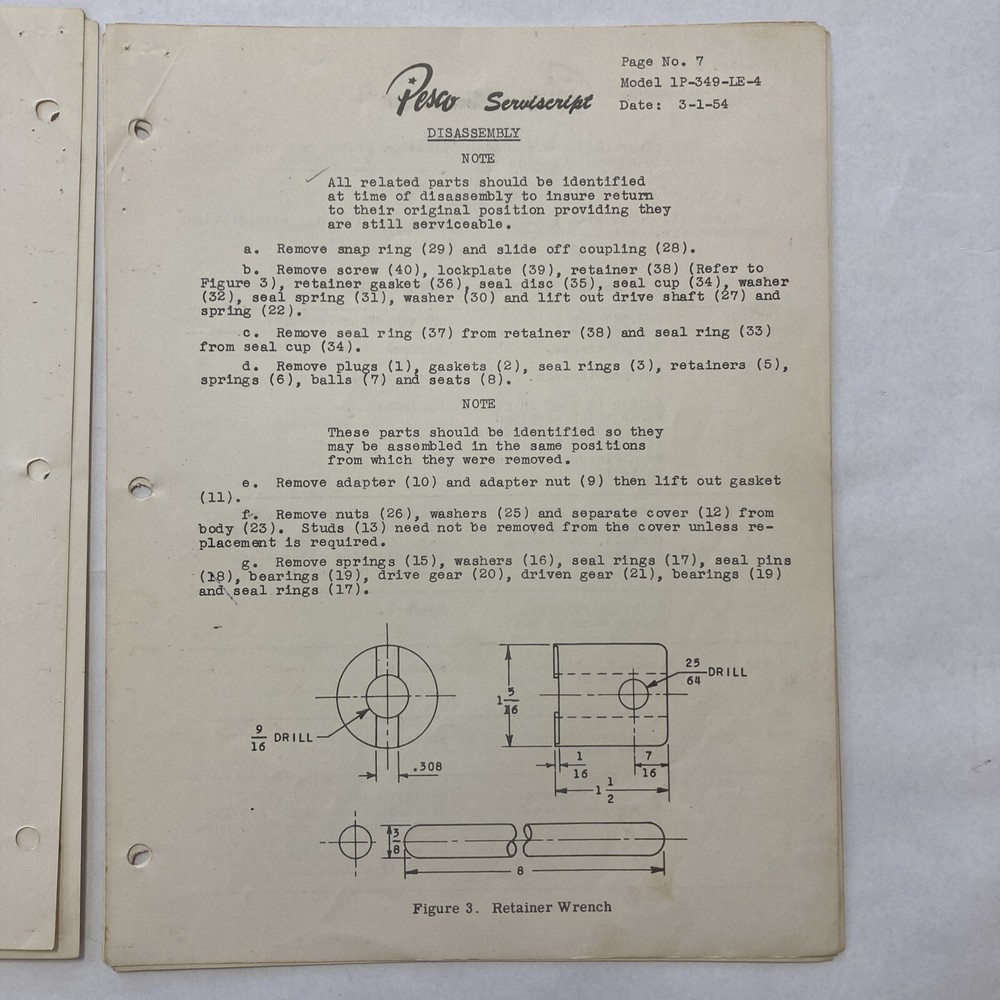 Page No. 7
Model 1P-349-LE-4
Pesco Serviscript
Date: 3-1-54
DISASSEMBLY
NOTE
All related parts should be identified
at time of disassembly to insure return
to their original position providing they
are still serviceable.
a. Remove snap ring (29) and slide off coupling (28).
b. Remove screw (40), lockplate (39), retainer (38) (Refer to
Figure 3), retainer gasket (36), seal disc (35), seal cup (34), washer
(32), seal spring (31), washer (30) and lift out drive shaft (27) and
spring (22).
c. Remove seal ring (37) from retainer (38) and seal ring (33)
from seal cup (34).
d. Remove plugs (1), gaskets (2), seal rings (3), retainers (5),
springs (6), balls (7) and seats (8).
NOTE
These parts should be identified so they
may be assembled in the same positions
from which they were removed.
e. Remove adapter (10) and adapter nut (9) then lift out gasket
(11).
f. Remove nuts (26), washers (25) and separate cover (12) from
body (23). Studs (13) need not be removed from the cover unless re-
placement is required.
g. Remove springs (15), washers (16), seal rings (17), seal pins
(18), bearings (19), drive gear (20), driven gear (21), bearings (19)
and seal rings (17).
9/16 DRILL
.308
1 5/16
25/64 DRILL
1/16
7/16
1 1/2
3/8
8
Figure 3. Retainer Wrench